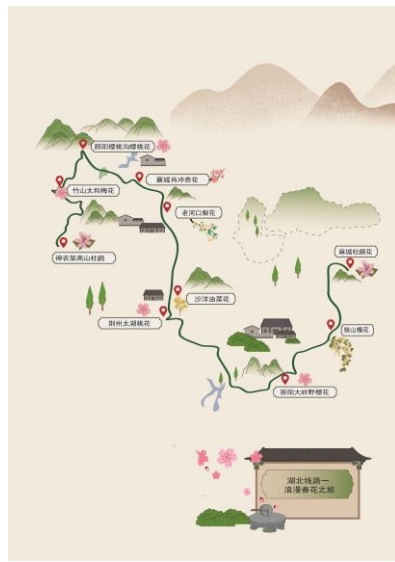 郧阳樱桃沟樱桃花
襄城尚冲杏花
竹山太和梅花
老河口梨花
神农架高山杜鹃
麻城杜鹃花
沙洋油菜花
荆州太湖桃花
铁山槐花
崇阳大岭野樱花
湖北线路一
浪漫春花之旅